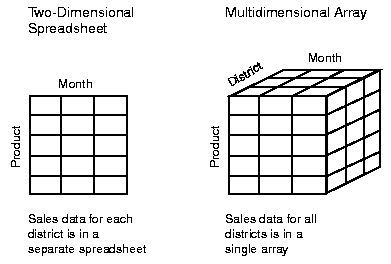 Two-Dimensional
Spreadsheet
Month
Product
Sales data for each
district is in a
separate spreadsheet
Multidimensional Array
Month
District
Product
Sales data for all
districts is in a
single array